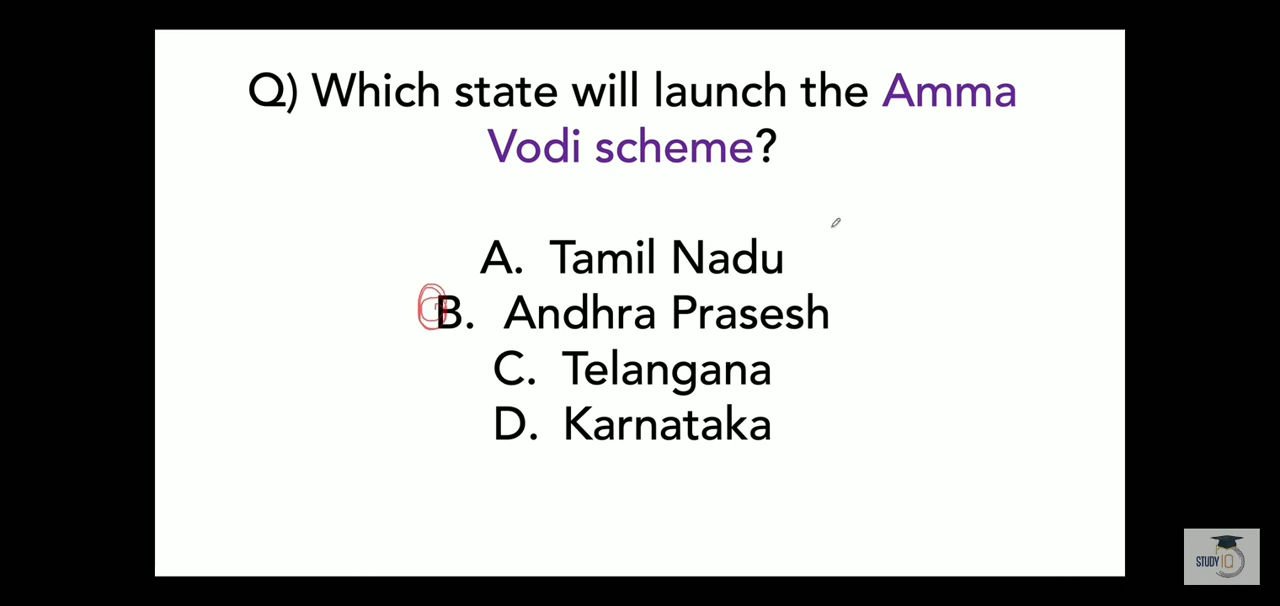 Q) Which state will launch the Amma
Vodi scheme?
A. Tamil Nadu
B. Andhra Prasesh
C. Telangana
D. Karnataka
STUDY IQ